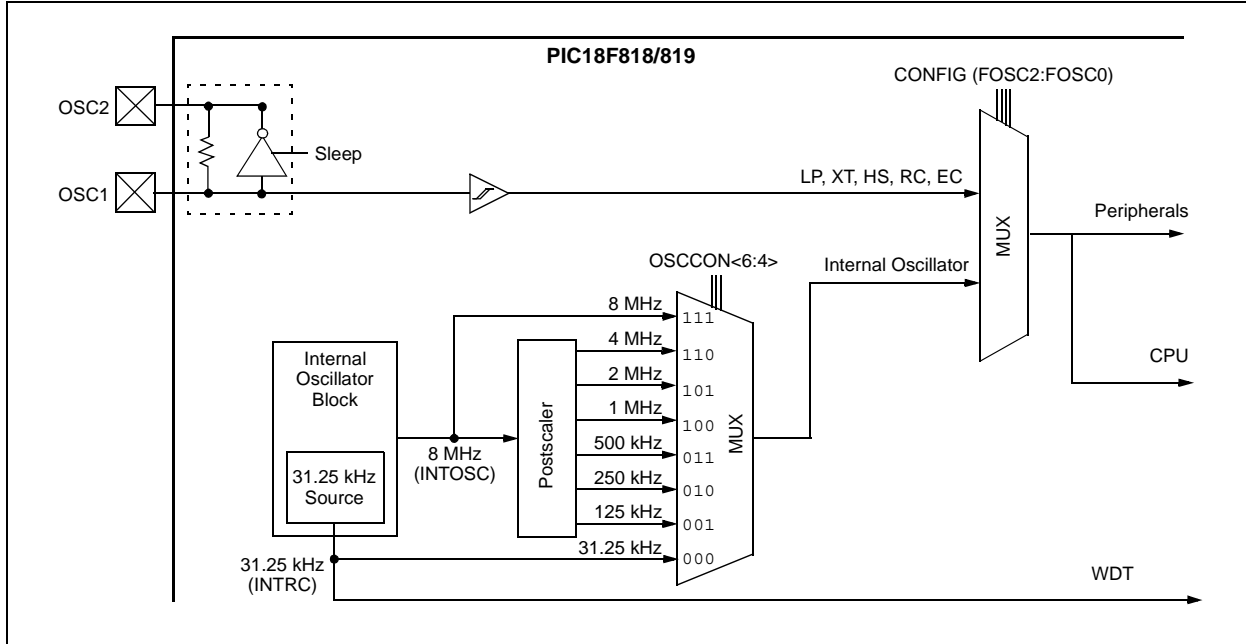 PIC18F818/819
CONFIG (FOSC2:FOSC0)
OSC2
Sleep
OSC1
LP, XT, HS, RC, EC
MUX
Peripherals
CPU
OSCCON<6:4>
Internal Oscillator
8 MHz
111
4 MHz
110
2 MHz
101
1 MHz
100
500 kHz
011
250 kHz
010
125 kHz
001
31.25 kHz
000
MUX
Internal
Oscillator
Block
31.25 kHz
Source
8 MHz
(INTOSC)
Postscaler
31.25 kHz
(INTRC)
WDT